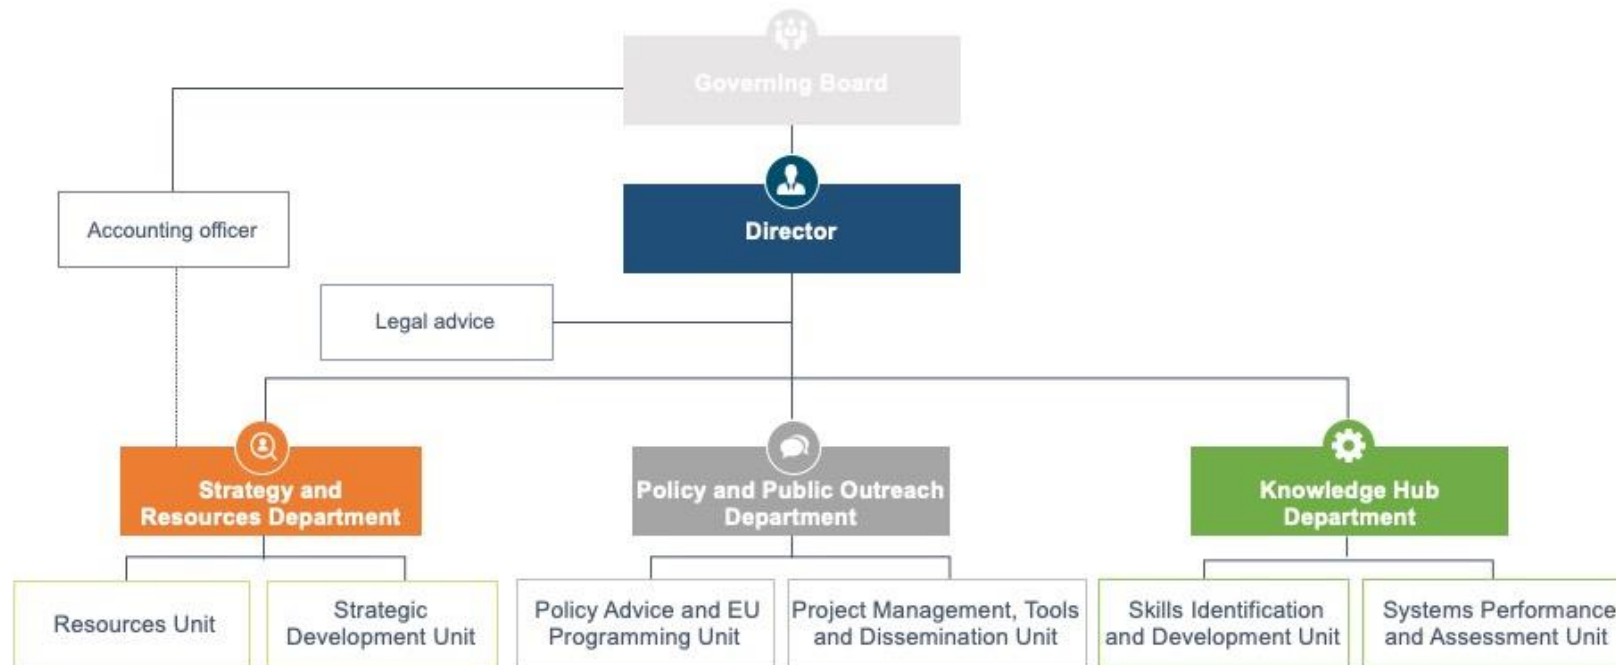 Governing Board
Director
Accounting officer
Legal advice
Strategy and
Resources Department
Policy and Public Outreach
Department
Knowledge Hub
Department
Resources Unit
Strategic
Development Unit
Policy Advice and EU
Programming Unit
Project Management, Tools
and Dissemination Unit
Skills Identification
and Development Unit
Systems Performance
and Assessment Unit